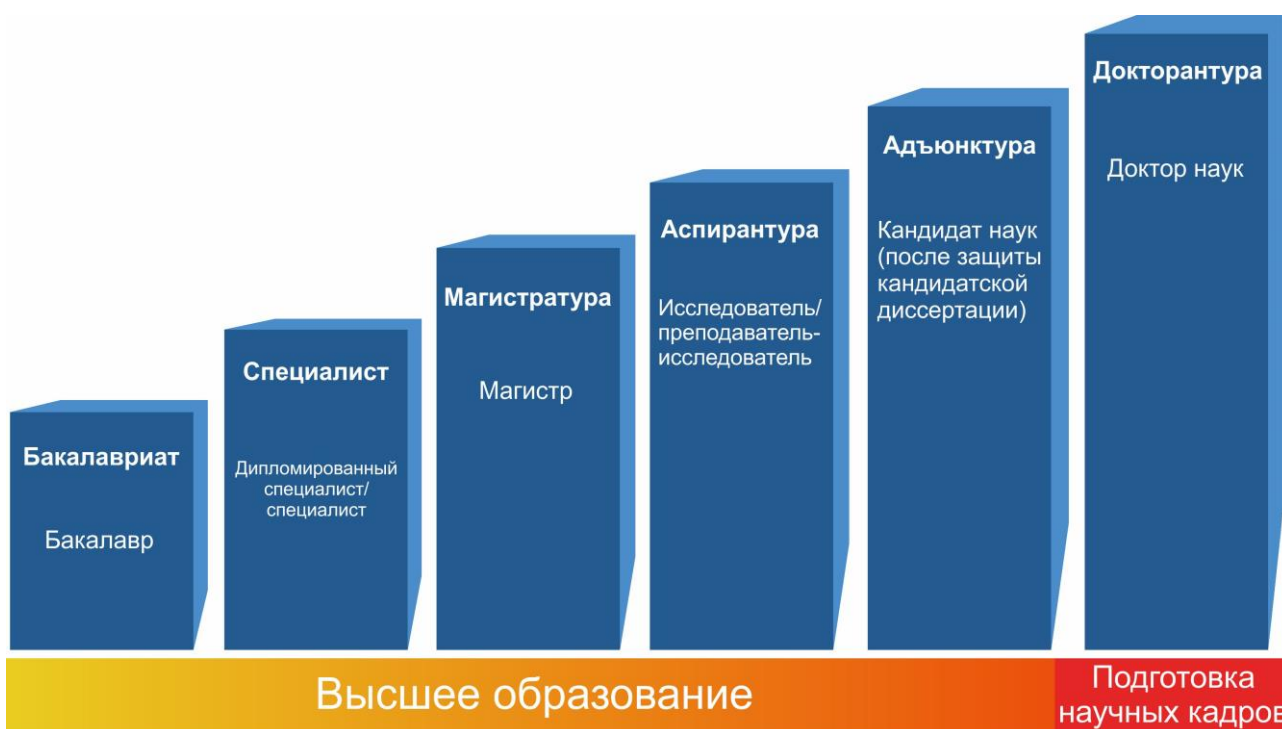 Бакалавриат
Бакалавр
Специалист
Дипломированный
специалист/
специалист
Магистратура
Магистр
Аспирантура
Исследователь/
преподаватель-
исследователь
Адъюнктура
Кандидат наук
(после защиты
кандидатской
диссертации)
Докторантура
Доктор наук
Высшее образование
Подготовка
научных кадров